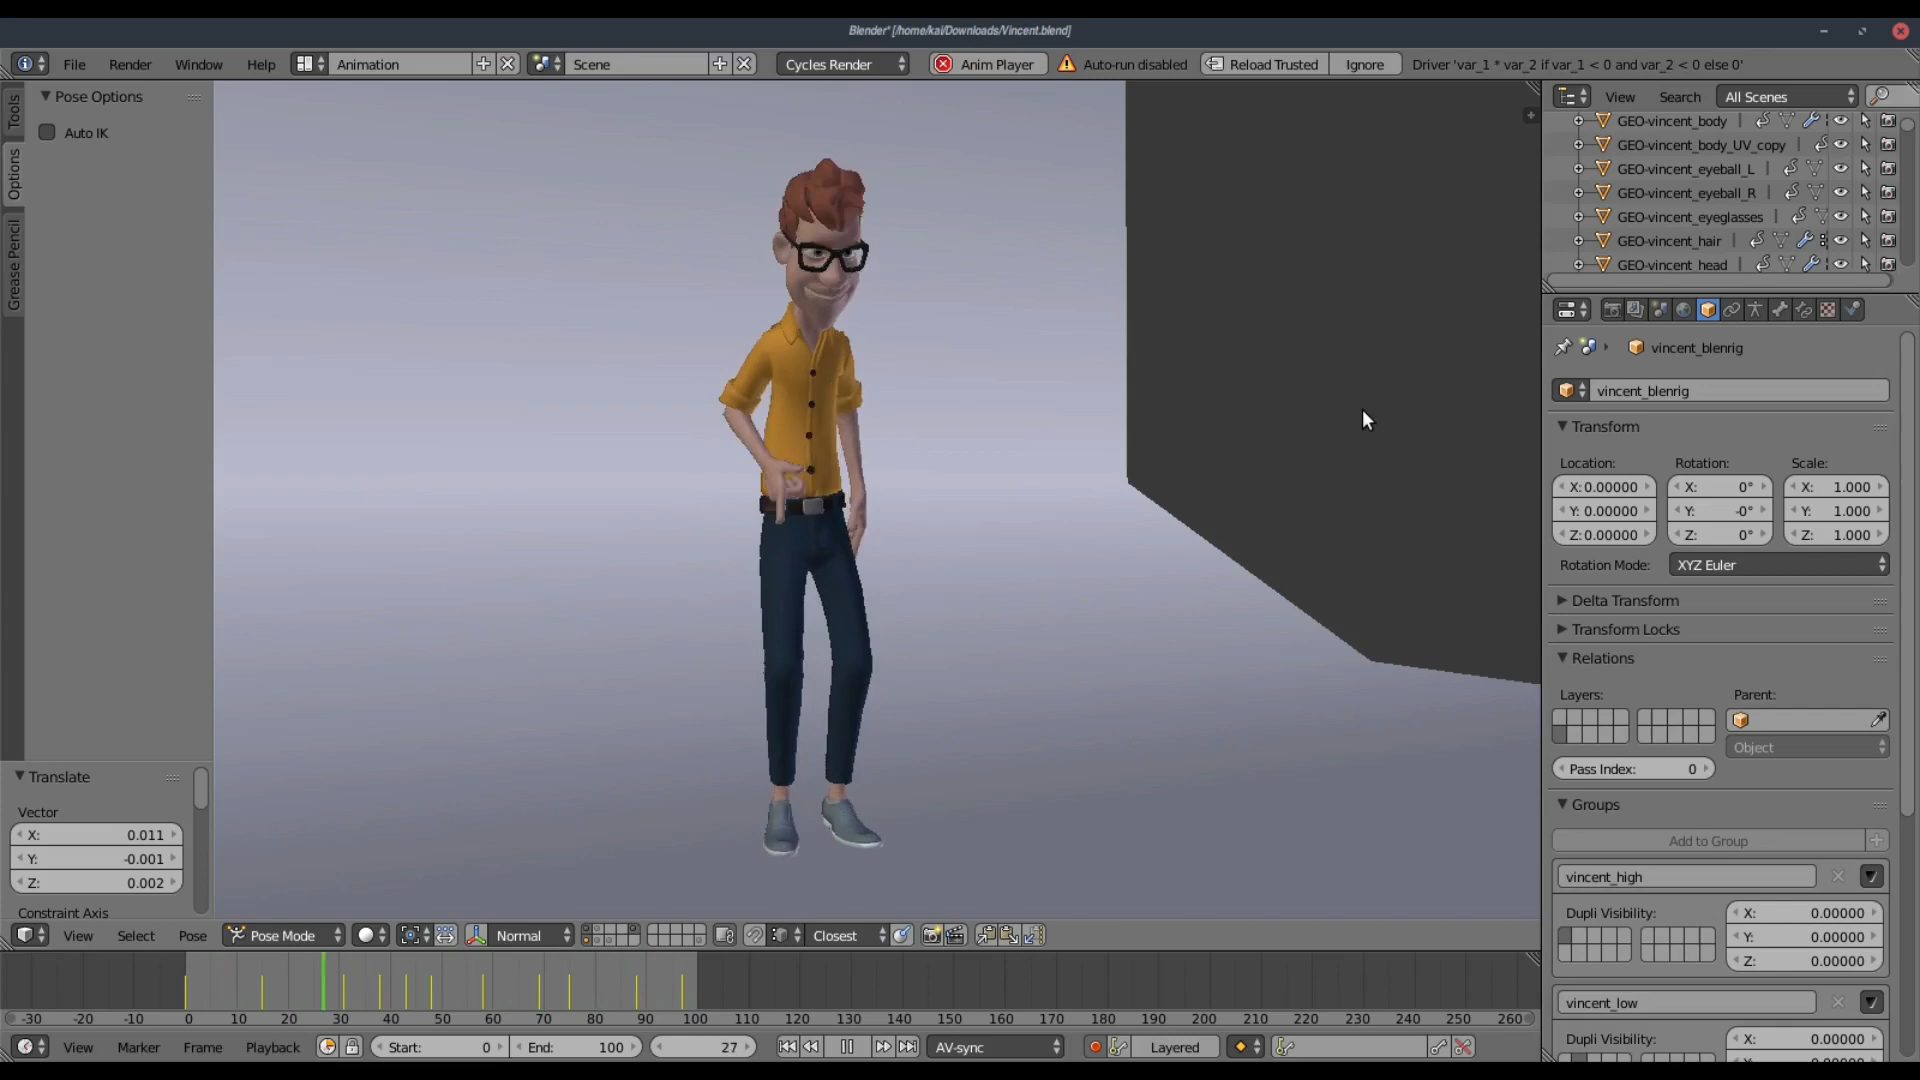 Blender* [/home/kai/Downloads/Vincent.blend]
File Render Window Help Animation Scene Cycles Render Anim Player Auto-run disabled Reload Trusted Ignore Driver 'var_1 * var_2 if var_1 < 0 and var_2 < 0 else 0'
Tools
Options
Grease Pencil
Pose Options
Auto IK
Translate
Vector
X: 0.011
Y: -0.001
Z: 0.002
Constraint Axis
View Select Pose Pose Mode Normal Closest
-30 -20 -10 0 10 20 30 40 50 60 70 80 90 100 110 120 130 140 150 160 170 180 190 200 210 220 230 240 250 260
View Marker Frame Playback Start: 0 End: 100 27 AV-sync Layered
View Search All Scenes
GEO-vincent_body
GEO-vincent_body_UV_copy
GEO-vincent_eyeball_L
GEO-vincent_eyeball_R
GEO-vincent_eyeglasses
GEO-vincent_hair
GEO-vincent_head
vincent_blenrig
vincent_blenrig
Transform
Location: Rotation: Scale:
X: 0.00000 X: 0° X: 1.000
Y: 0.00000 Y: -0° Y: 1.000
Z: 0.00000 Z: 0° Z: 1.000
Rotation Mode: XYZ Euler
Delta Transform
Transform Locks
Relations
Layers: Parent:
Object
Pass Index: 0
Groups
Add to Group
vincent_high
Dupli Visibility: X: 0.00000
Y: 0.00000
Z: 0.00000
vincent_low
Dupli Visibility: X: 0.00000